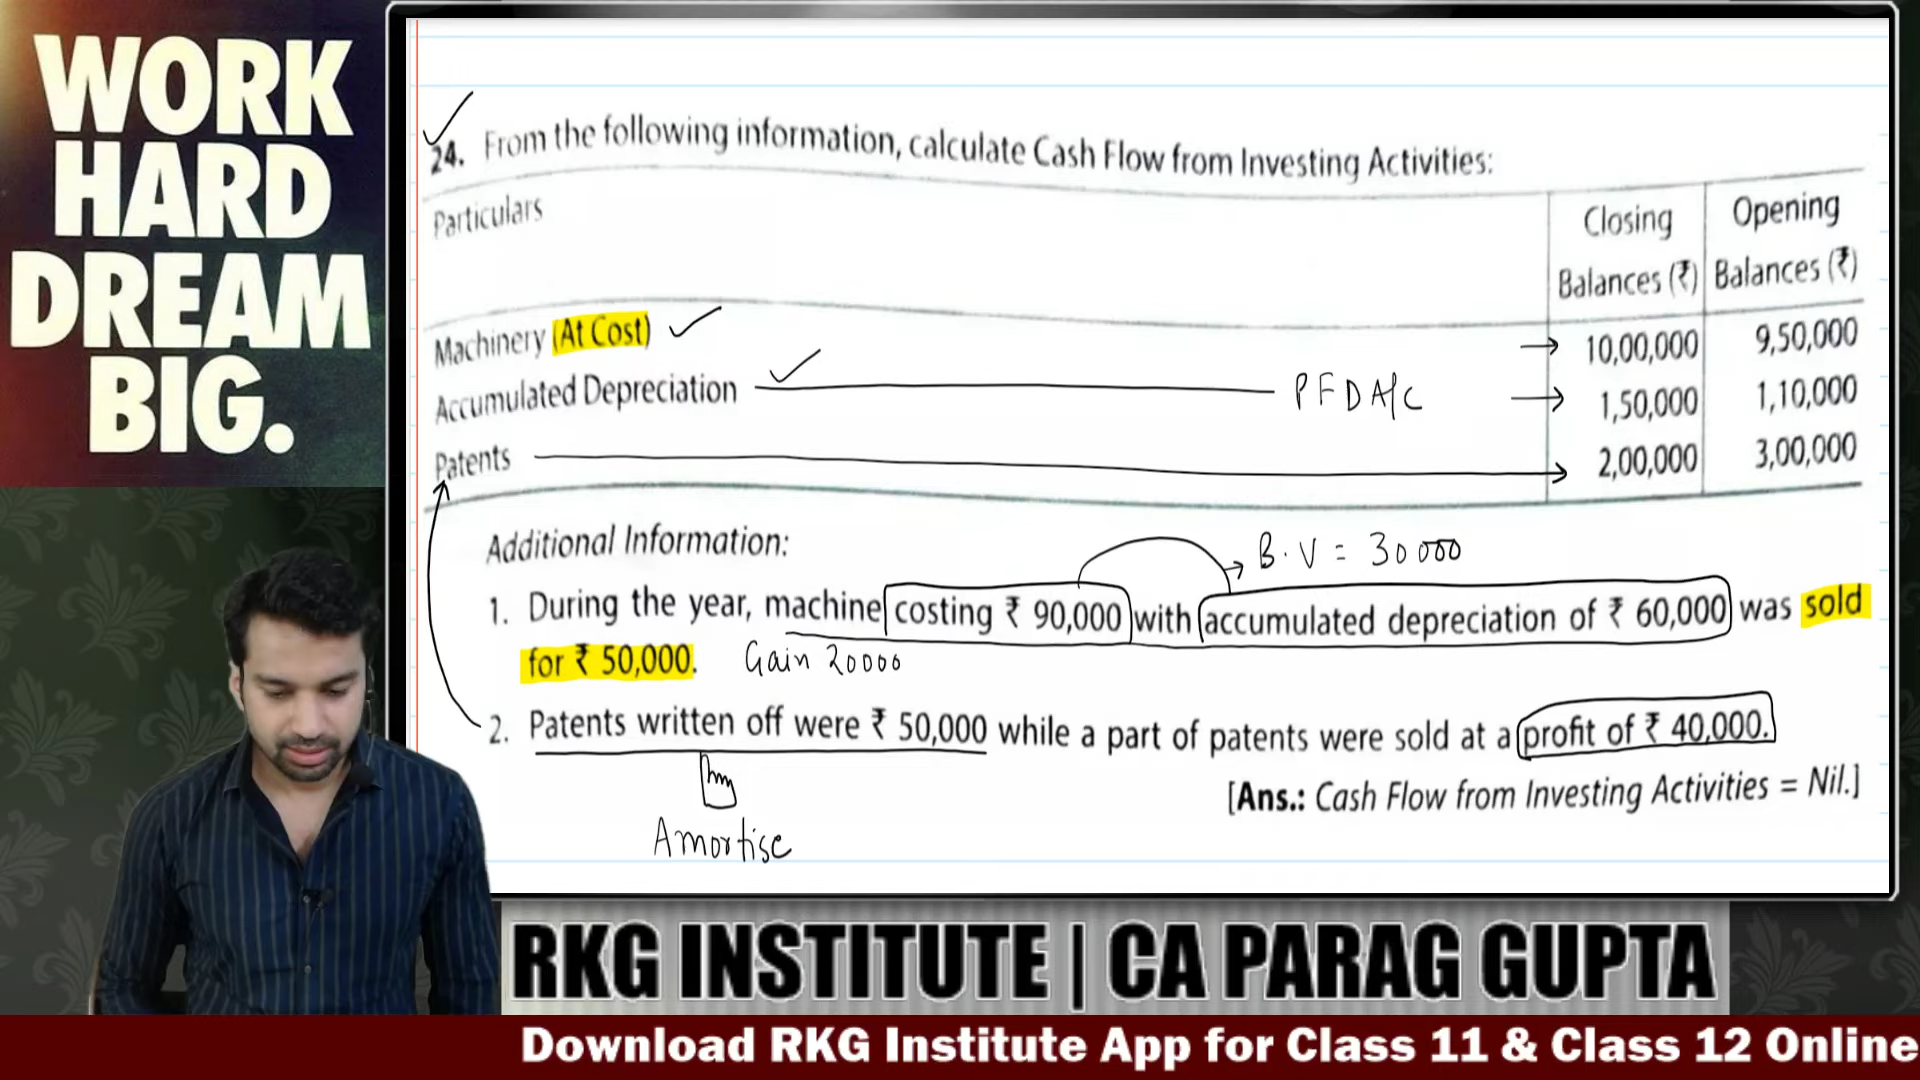 WORK
HARD
DREAM
BIG.
24. From the following information, calculate Cash Flow from Investing Activities:
Particulars
Closing Balances (₹)
Opening Balances (₹)
Machinery (At Cost) → 10,00,000 9,50,000
Accumulated Depreciation PFD A/C → 1,50,000 1,10,000
Patents → 2,00,000 3,00,000
Additional Information:
B.V = 30000
1. During the year, machine costing ₹ 90,000 with accumulated depreciation of ₹ 60,000 was sold
for ₹ 50,000. Gain 20000
2. Patents written off were ₹ 50,000 while a part of patents were sold at a profit of ₹ 40,000.
[Ans.: Cash Flow from Investing Activities = Nil.]
Amortise
RKG INSTITUTE | CA PARAG GUPTA
Download RKG Institute App for Class 11 & Class 12 Online